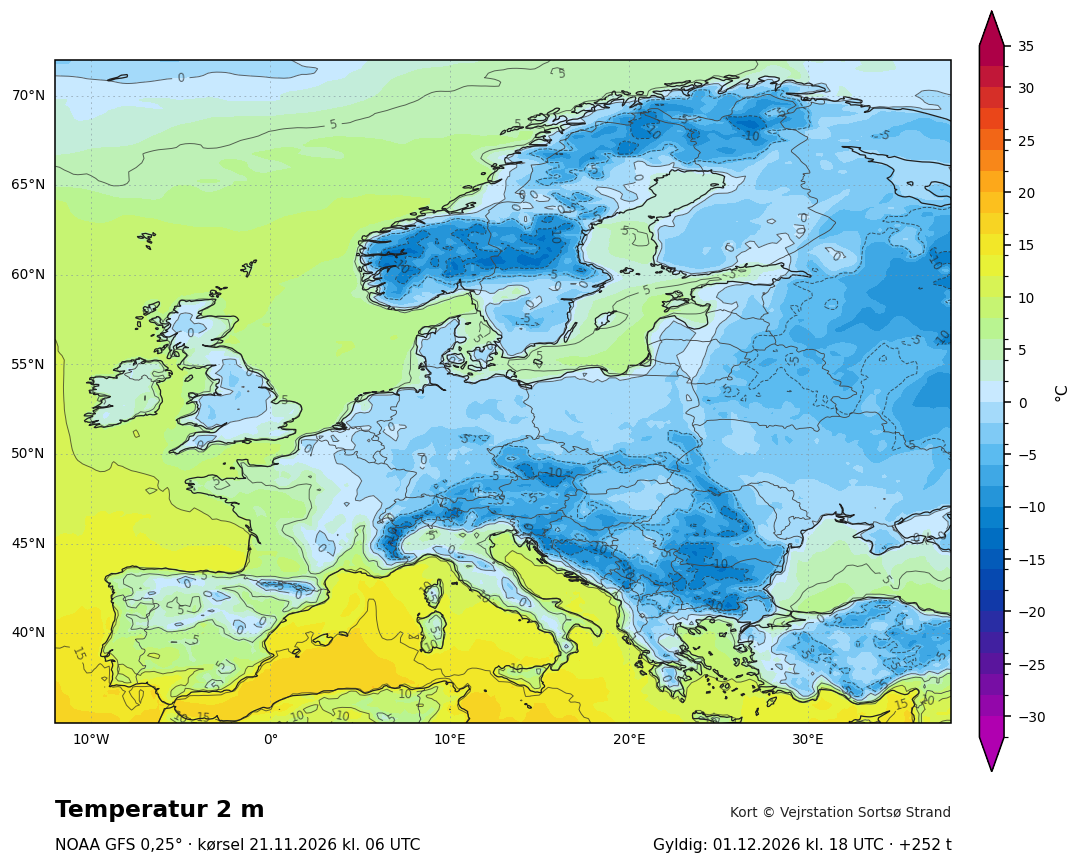 70°N
65°N
60°N
55°N
50°N
45°N
40°N
10°W
0°
10°E
20°E
30°E
35
30
25
20
15
10
5
0
−5
−10
−15
−20
−25
−30
°C
Temperatur 2 m
Kort © Vejrstation Sortsø Strand
NOAA GFS 0,25° · kørsel 21.11.2026 kl. 06 UTC
Gyldig: 01.12.2026 kl. 18 UTC · +252 t